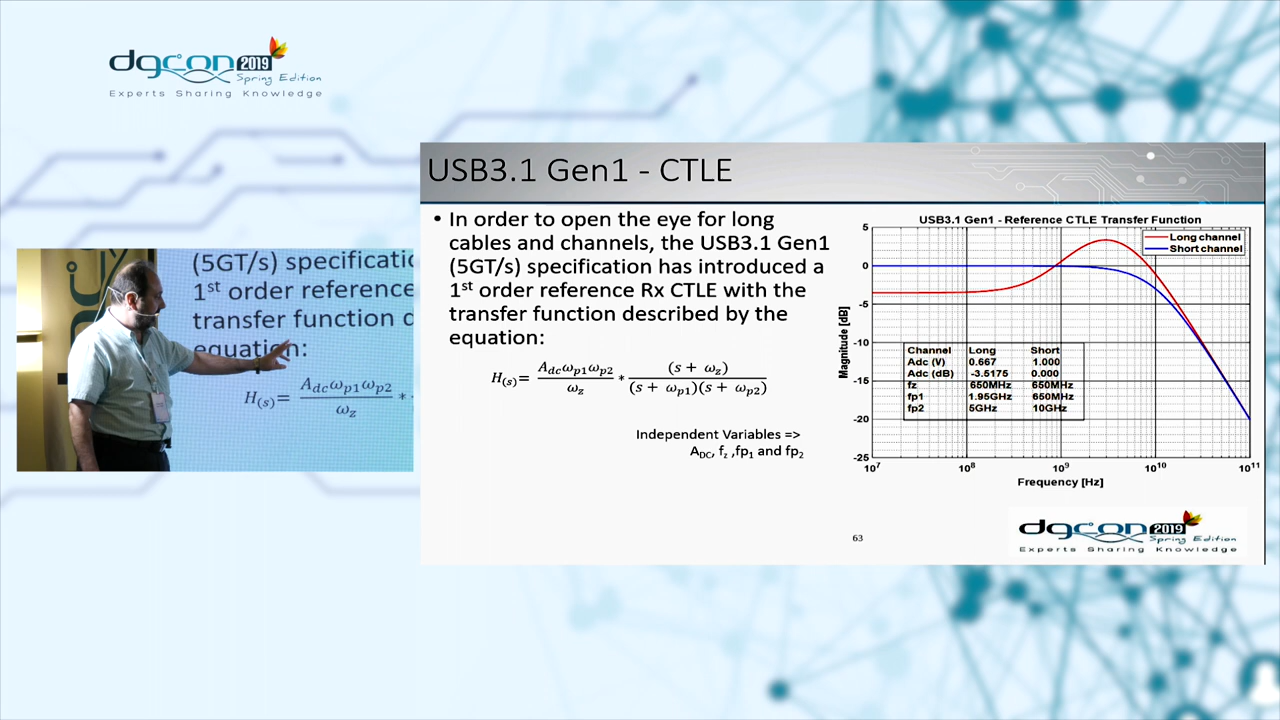 dgcon 2019
Spring Edition
Experts Sharing Knowledge
(5GT/s) specificatio
1st order reference
transfer function d
equation:
H(s)= Adcωp1ωp2 / ωz *
USB3.1 Gen1 - CTLE
• In order to open the eye for long
cables and channels, the USB3.1 Gen1
(5GT/s) specification has introduced a
1st order reference Rx CTLE with the
transfer function described by the
equation:
H(s)= Adcωp1ωp2 / ωz * (s + ωz) / (s + ωp1)(s + ωp2)
Independent Variables =>
ADC, fz ,fp1 and fp2
USB3.1 Gen1 - Reference CTLE Transfer Function
Long channel
Short channel
Magnitude [dB]
5
0
-5
-10
-15
-20
-25
Channel Long Short
Adc (V) 0.667 1.000
Adc (dB) -3.5175 0.000
fz 650MHz 650MHz
fp1 1.95GHz 650MHz
fp2 5GHz 10GHz
10^7 10^8 10^9 10^10 10^11
Frequency [Hz]
63
dgcon 2019
Spring Edition
Experts Sharing Knowledge